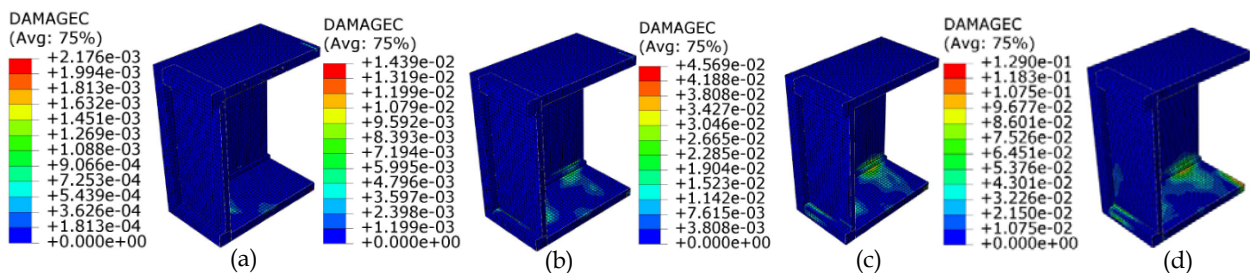 DAMAGEC
(Avg: 75%)
+2.176e-03
+1.994e-03
+1.813e-03
+1.632e-03
+1.451e-03
+1.269e-03
+1.088e-03
+9.066e-04
+7.253e-04
+5.439e-04
+3.626e-04
+1.813e-04
+0.000e+00
(a)
DAMAGEC
(Avg: 75%)
+1.439e-02
+1.319e-02
+1.199e-02
+1.079e-02
+9.592e-03
+8.393e-03
+7.194e-03
+5.995e-03
+4.796e-03
+3.597e-03
+2.398e-03
+1.199e-03
+0.000e+00
(b)
DAMAGEC
(Avg: 75%)
+4.569e-02
+4.188e-02
+3.808e-02
+3.427e-02
+3.046e-02
+2.665e-02
+2.285e-02
+1.904e-02
+1.523e-02
+1.142e-02
+7.615e-03
+3.808e-03
+0.000e+00
(c)
DAMAGEC
(Avg: 75%)
+1.290e-01
+1.183e-01
+1.075e-01
+9.677e-02
+8.601e-02
+7.526e-02
+6.451e-02
+5.376e-02
+4.301e-02
+3.226e-02
+2.150e-02
+1.075e-02
+0.000e+00
(d)